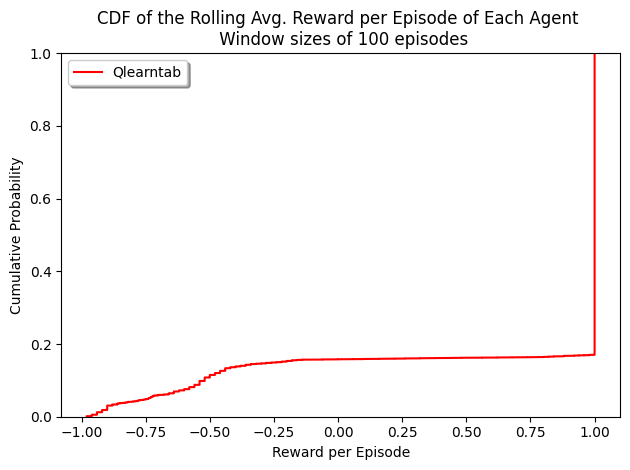 CDF of the Rolling Avg. Reward per Episode of Each Agent
Window sizes of 100 episodes
Qlearntab
Cumulative Probability
1.0
0.8
0.6
0.4
0.2
0.0
−1.00 −0.75 −0.50 −0.25 0.00 0.25 0.50 0.75 1.00
Reward per Episode